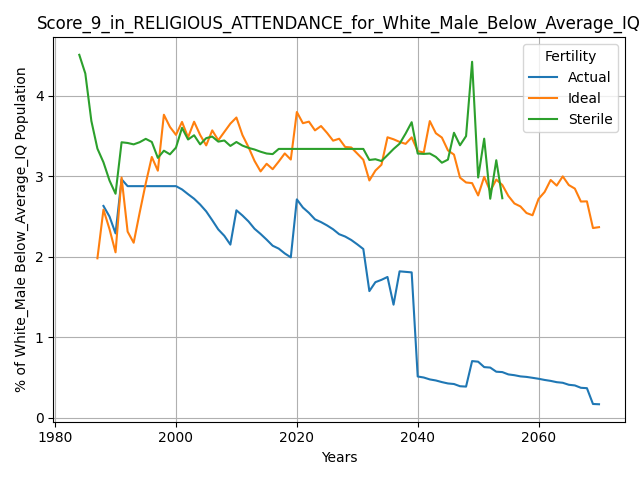 Score_9_in_RELIGIOUS_ATTENDANCE_for_White_Male_Below_Average_IQ
% of White_Male Below_Average_IQ Population
4
3
2
1
0
Fertility
Actual
Ideal
Sterile
1980
2000
2020
2040
2060
Years